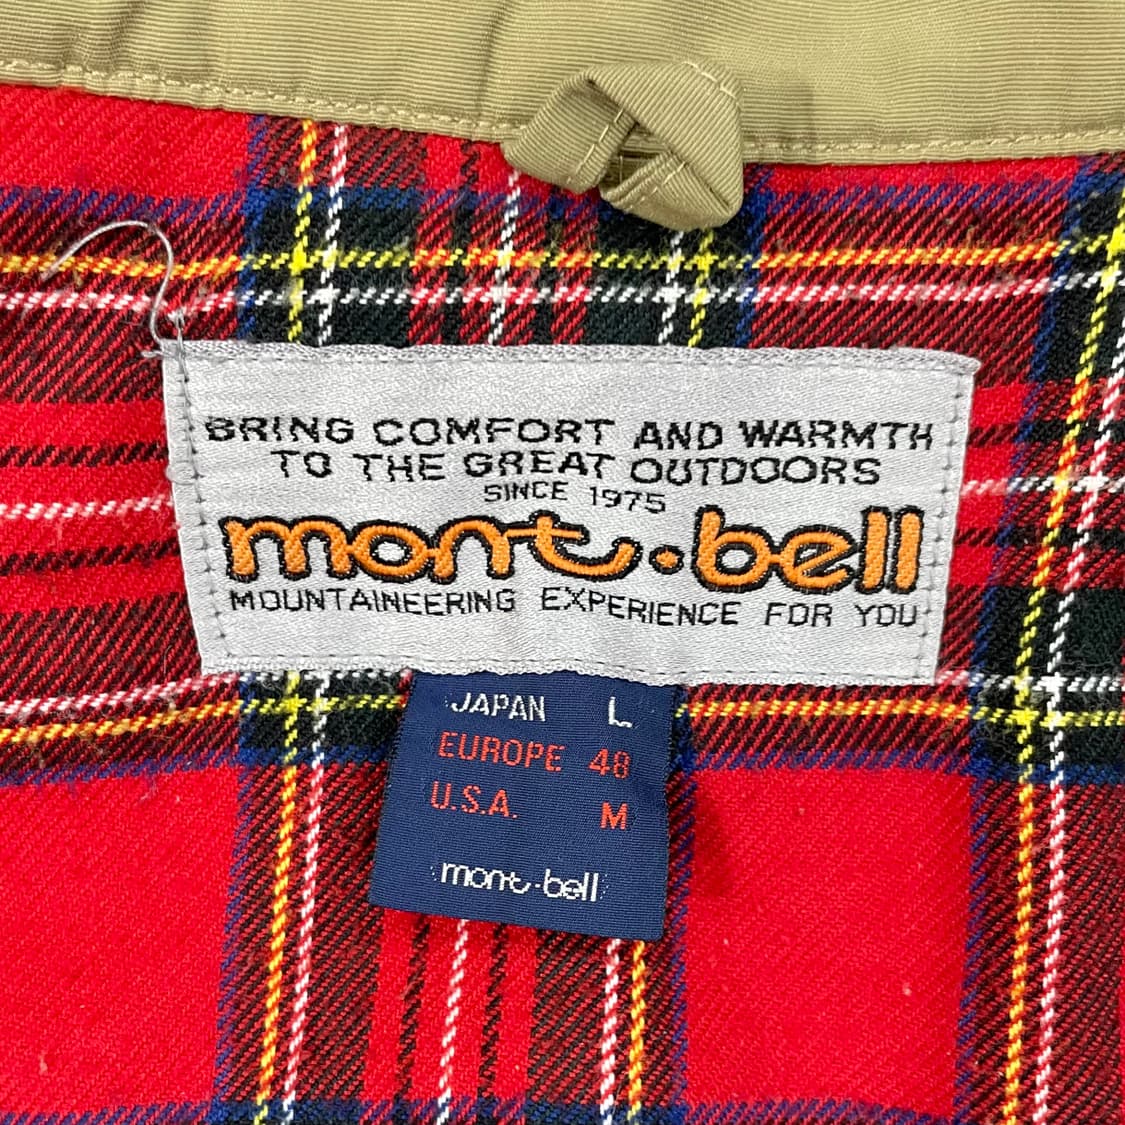 BRING COMFORT AND WARMTH
TO THE GREAT OUTDOORS
SINCE 1975
mont·bell
MOUNTAINEERING EXPERIENCE FOR YOU
JAPAN L
EUROPE 48
U.S.A. M
mont·bell